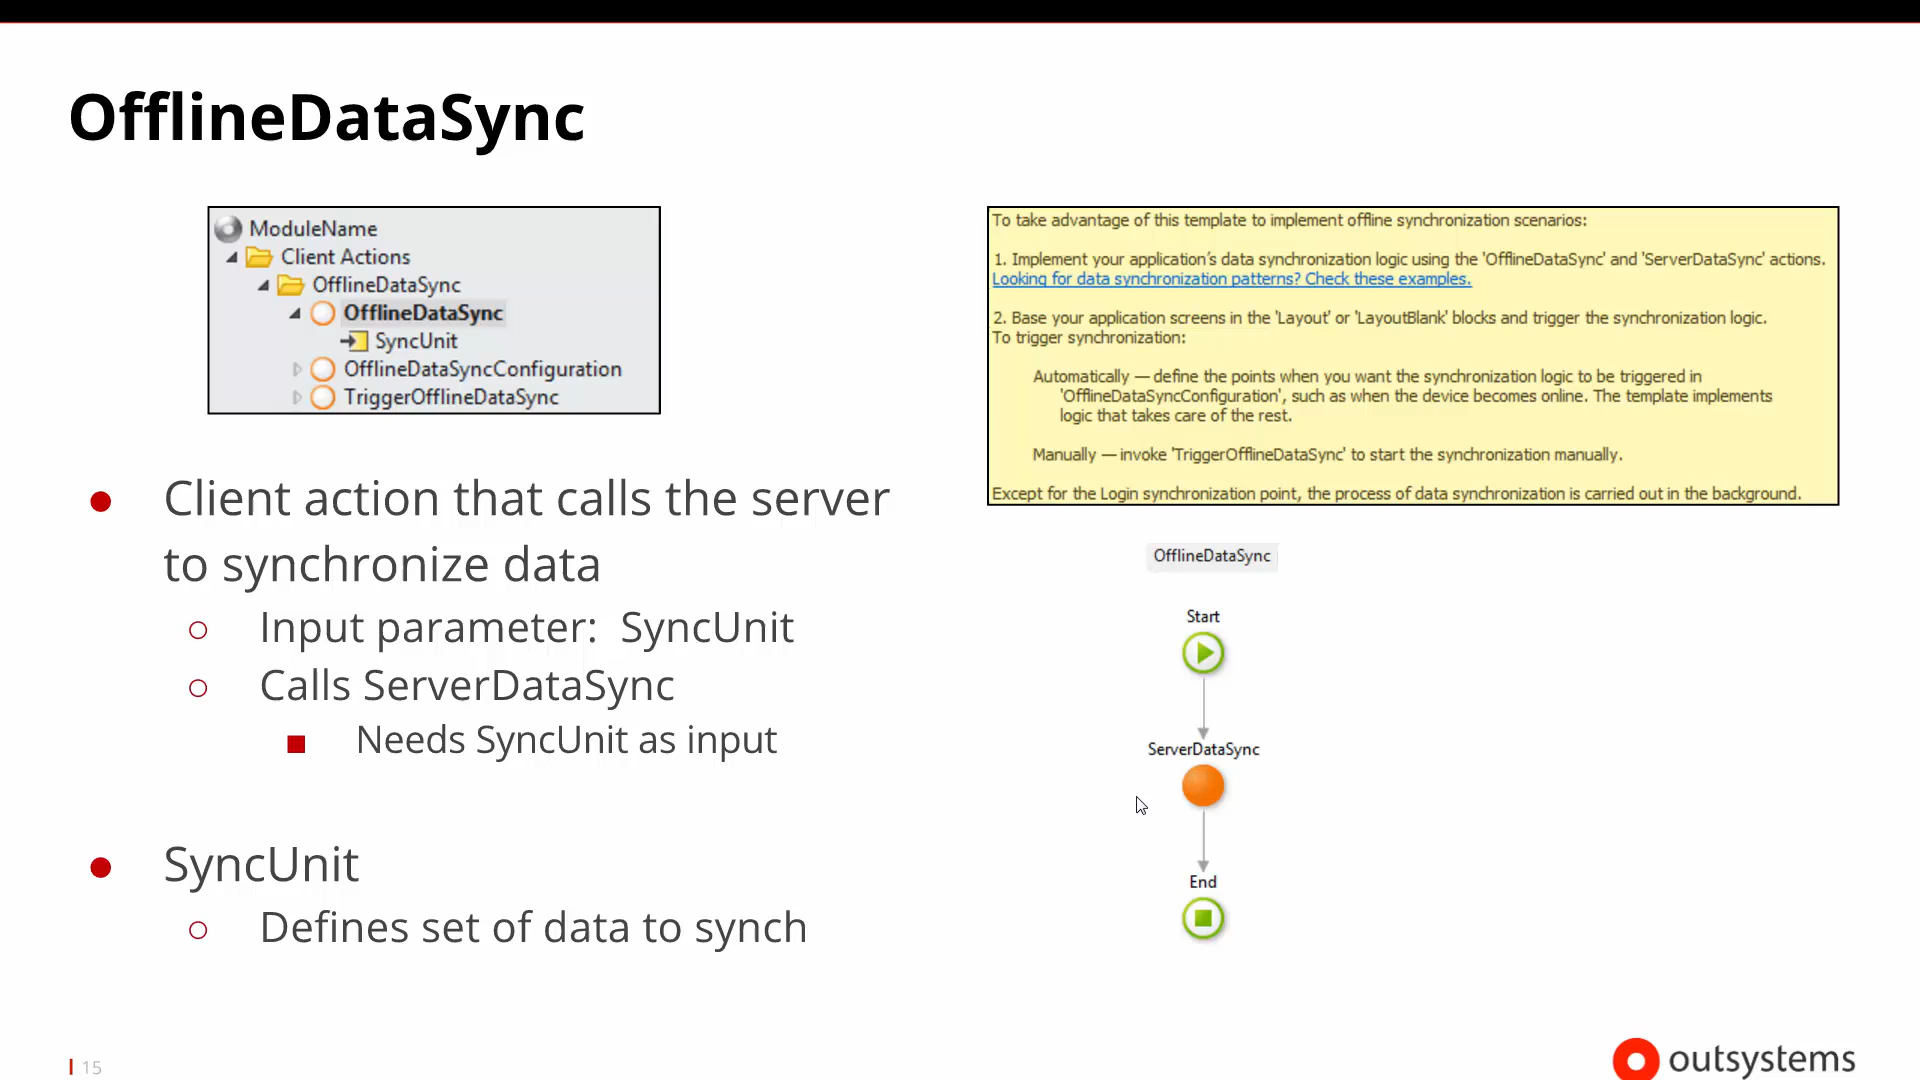 OfflineDataSync
ModuleName
Client Actions
OfflineDataSync
OfflineDataSync
SyncUnit
OfflineDataSyncConfiguration
TriggerOfflineDataSync
Client action that calls the server
to synchronize data
Input parameter: SyncUnit
Calls ServerDataSync
Needs SyncUnit as input
SyncUnit
Defines set of data to synch
To take advantage of this template to implement offline synchronization scenarios:
1. Implement your application's data synchronization logic using the 'OfflineDataSync' and 'ServerDataSync' actions.
Looking for data synchronization patterns? Check these examples.
2. Base your application screens in the 'Layout' or 'LayoutBlank' blocks and trigger the synchronization logic.
To trigger synchronization:
Automatically — define the points when you want the synchronization logic to be triggered in
'OfflineDataSyncConfiguration', such as when the device becomes online. The template implements
logic that takes care of the rest.
Manually — invoke 'TriggerOfflineDataSync' to start the synchronization manually.
Except for the Login synchronization point, the process of data synchronization is carried out in the background.
OfflineDataSync
Start
ServerDataSync
End
15
outsystems